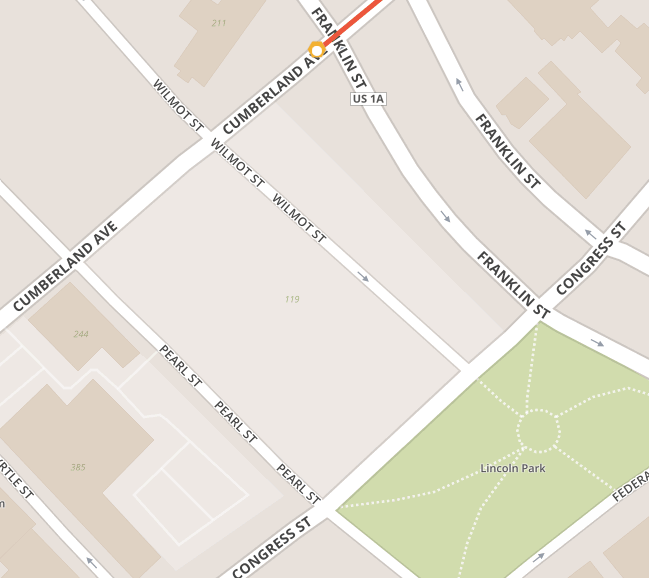 211
FRANKLIN ST
CUMBERLAND AVE
US 1A
WILMOT ST
WILMOT ST
WILMOT ST
FRANKLIN ST
CUMBERLAND AVE
FRANKLIN ST
CONGRESS ST
119
244
PEARL ST
PEARL ST
PEARL ST
385
Lincoln Park
CONGRESS ST